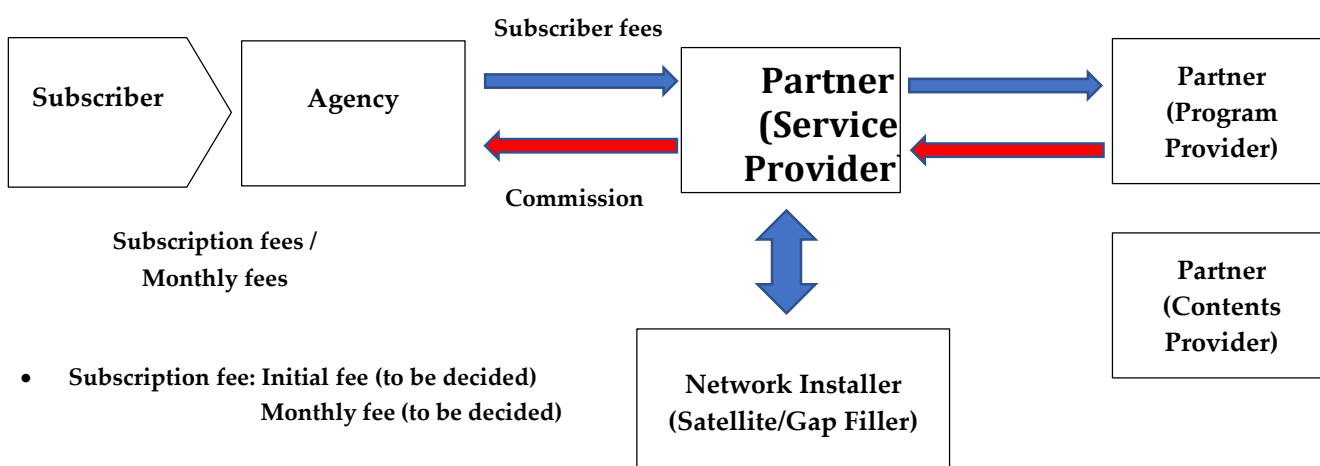 Subscriber fees
Subscriber
Agency
Partner
(Service
Provider)
Partner
(Program
Provider)
Commission
Subscription fees /
Monthly fees
Partner
(Contents
Provider)
• Subscription fee: Initial fee (to be decided)
Monthly fee (to be decided)
Network Installer
(Satellite/Gap Filler)